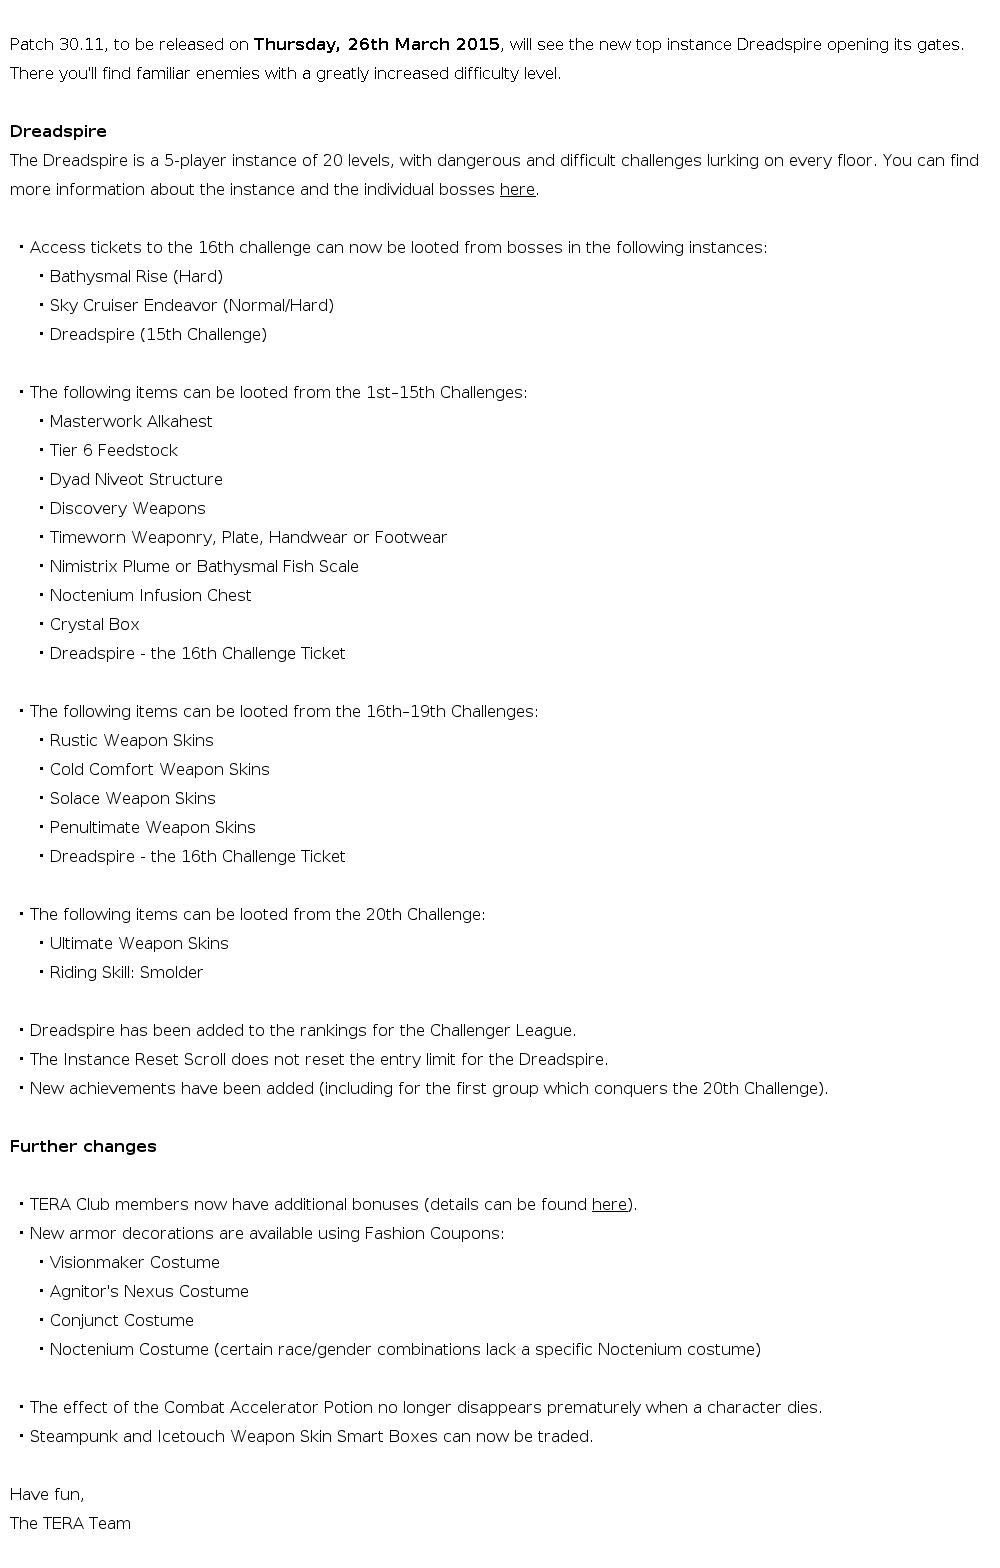 Patch 30.11, to be released on Thursday, 26th March 2015, will see the new top instance Dreadspire opening its gates.
There you'll find familiar enemies with a greatly increased difficulty level.
Dreadspire
The Dreadspire is a 5-player instance of 20 levels, with dangerous and difficult challenges lurking on every floor. You can find
more information about the instance and the individual bosses here.
• Access tickets to the 16th challenge can now be looted from bosses in the following instances:
• Bathysmal Rise (Hard)
• Sky Cruiser Endeavor (Normal/Hard)
• Dreadspire (15th Challenge)
• The following items can be looted from the 1st–15th Challenges:
• Masterwork Alkahest
• Tier 6 Feedstock
• Dyad Niveot Structure
• Discovery Weapons
• Timeworn Weaponry, Plate, Handwear or Footwear
• Nimistrix Plume or Bathysmal Fish Scale
• Noctenium Infusion Chest
• Crystal Box
• Dreadspire - the 16th Challenge Ticket
• The following items can be looted from the 16th–19th Challenges:
• Rustic Weapon Skins
• Cold Comfort Weapon Skins
• Solace Weapon Skins
• Penultimate Weapon Skins
• Dreadspire - the 16th Challenge Ticket
• The following items can be looted from the 20th Challenge:
• Ultimate Weapon Skins
• Riding Skill: Smolder
• Dreadspire has been added to the rankings for the Challenger League.
• The Instance Reset Scroll does not reset the entry limit for the Dreadspire.
• New achievements have been added (including for the first group which conquers the 20th Challenge).
Further changes
• TERA Club members now have additional bonuses (details can be found here).
• New armor decorations are available using Fashion Coupons:
• Visionmaker Costume
• Agnitor's Nexus Costume
• Conjunct Costume
• Noctenium Costume (certain race/gender combinations lack a specific Noctenium costume)
• The effect of the Combat Accelerator Potion no longer disappears prematurely when a character dies.
• Steampunk and Icetouch Weapon Skin Smart Boxes can now be traded.
Have fun,
The TERA Team